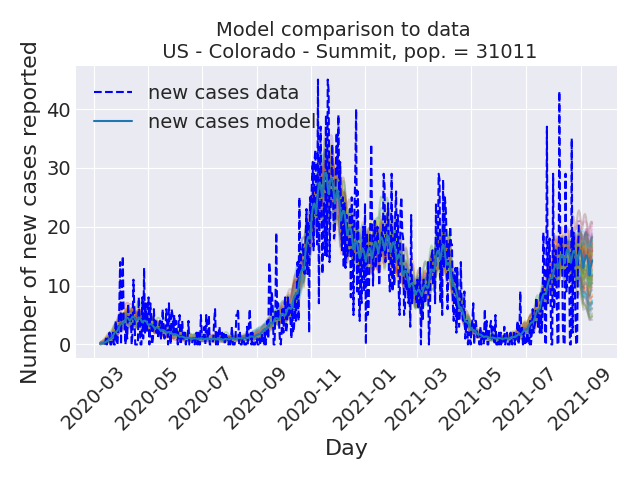 Model comparison to data
US - Colorado - Summit, pop. = 31011
Number of new cases reported
40
30
20
10
0
new cases data
new cases model
2020-03
2020-05
2020-07
2020-09
2020-11
2021-01
2021-03
2021-05
2021-07
2021-09
Day